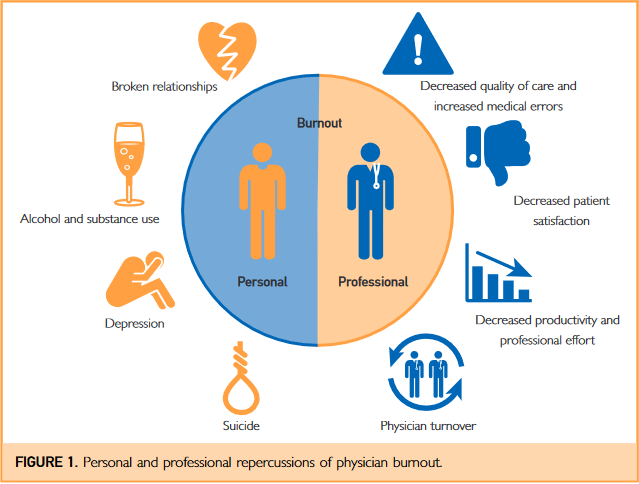 Broken relationships
Decreased quality of care and
increased medical errors
Burnout
Alcohol and substance use
Decreased patient
satisfaction
Personal
Professional
Depression
Decreased productivity and
professional effort
Suicide
Physician turnover
FIGURE 1. Personal and professional repercussions of physician burnout.